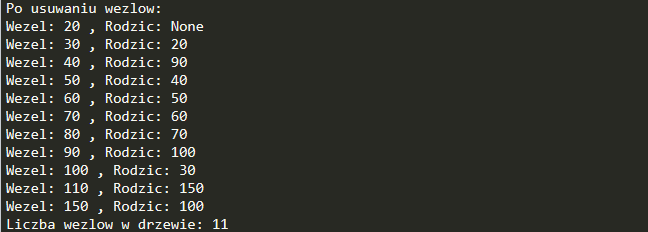 Po usuwaniu wezlow:
Wezel: 20 , Rodzic: None
Wezel: 30 , Rodzic: 20
Wezel: 40 , Rodzic: 90
Wezel: 50 , Rodzic: 40
Wezel: 60 , Rodzic: 50
Wezel: 70 , Rodzic: 60
Wezel: 80 , Rodzic: 70
Wezel: 90 , Rodzic: 100
Wezel: 100 , Rodzic: 30
Wezel: 110 , Rodzic: 150
Wezel: 150 , Rodzic: 100
Liczba wezlow w drzewie: 11